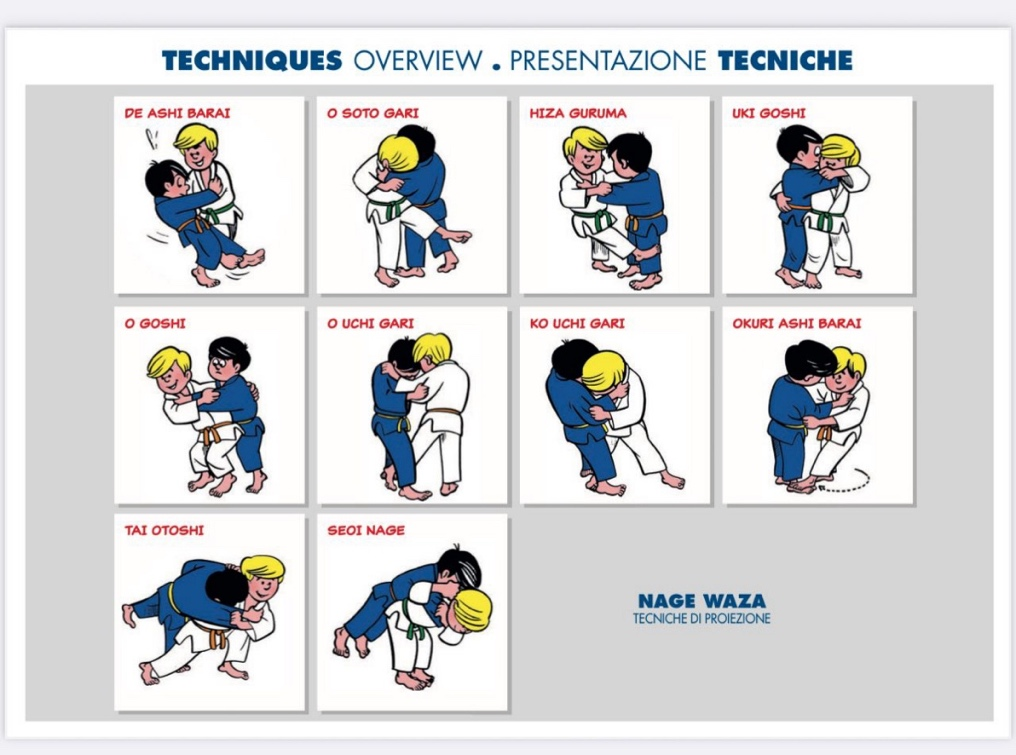 TECHNIQUES OVERVIEW . PRESENTAZIONE TECNICHE
DE ASHI BARAI
O SOTO GARI
HIZA GURUMA
UKI GOSHI
O GOSHI
O UCHI GARI
KO UCHI GARI
OKURI ASHI BARAI
TAI OTOSHI
SEOI NAGE
NAGE WAZA
TECNICHE DI PROIEZIONE